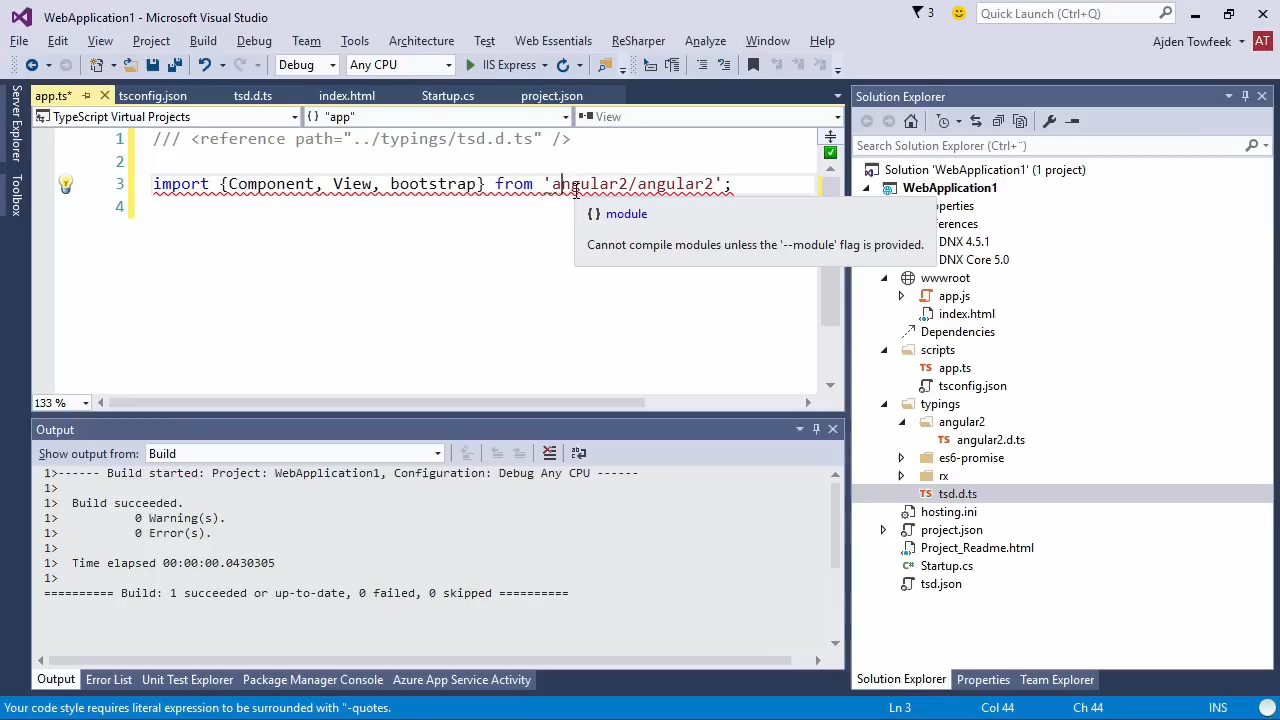 WebApplication1 - Microsoft Visual Studio
3
Quick Launch (Ctrl+Q)
File Edit View Project Build Debug Team Tools Architecture Test Web Essentials ReSharper Analyze Window Help
Ajden Towfeek AT
Debug Any CPU IIS Express
Server Explorer
Toolbox
app.ts* tsconfig.json tsd.d.ts index.html Startup.cs project.json
TypeScript Virtual Projects {} "app" View
1 /// <reference path="../typings/tsd.d.ts" />
2
3 import {Component, View, bootstrap} from 'angular2/angular2';
4
{} module
Cannot compile modules unless the '--module' flag is provided.
133 %
Output
Show output from: Build
1>------ Build started: Project: WebApplication1, Configuration: Debug Any CPU ------
1>
1> Build succeeded.
1> 0 Warning(s).
1> 0 Error(s).
1>
1> Time elapsed 00:00:00.0430305
1>
========== Build: 1 succeeded or up-to-date, 0 failed, 0 skipped ==========
Output Error List Unit Test Explorer Package Manager Console Azure App Service Activity
Solution Explorer
Search Solution Explorer (Ctrl+¨)
Solution 'WebApplication1' (1 project)
WebApplication1
operties
ferences
DNX 4.5.1
DNX Core 5.0
wwwroot
TS app.js
index.html
Dependencies
scripts
TS app.ts
tsconfig.json
typings
angular2
TS angular2.d.ts
es6-promise
rx
TS tsd.d.ts
hosting.ini
project.json
Project_Readme.html
C# Startup.cs
tsd.json
Solution Explorer Properties Team Explorer
Your code style requires literal expression to be surrounded with "-quotes. Ln 3 Col 44 Ch 44 INS